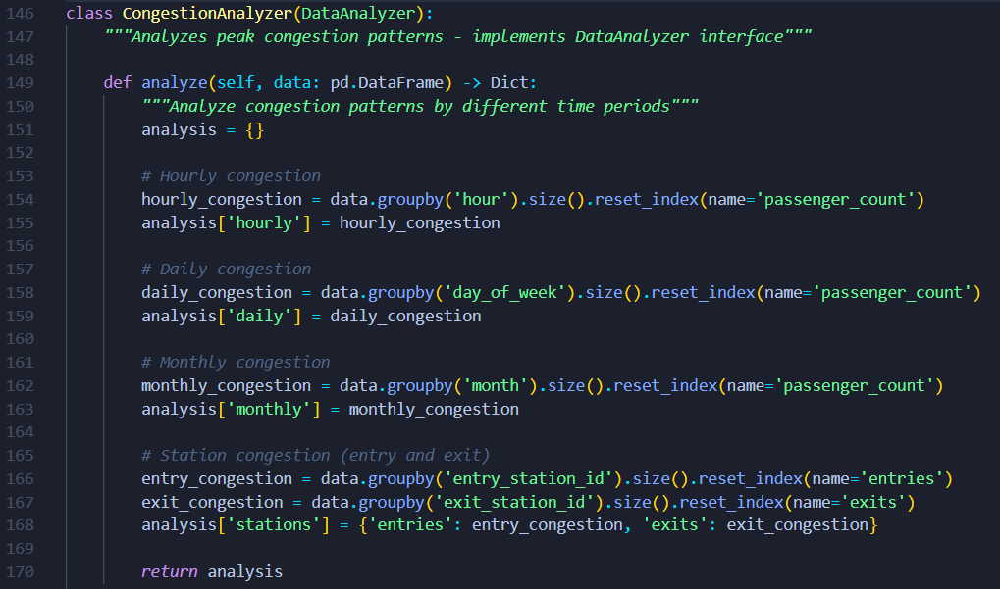 146 class CongestionAnalyzer(DataAnalyzer):
147     """Analyzes peak congestion patterns - implements DataAnalyzer interface"""
148
149     def analyze(self, data: pd.DataFrame) -> Dict:
150         """Analyze congestion patterns by different time periods"""
151         analysis = {}
152
153         # Hourly congestion
154         hourly_congestion = data.groupby('hour').size().reset_index(name='passenger_count')
155         analysis['hourly'] = hourly_congestion
156
157         # Daily congestion
158         daily_congestion = data.groupby('day_of_week').size().reset_index(name='passenger_count')
159         analysis['daily'] = daily_congestion
160
161         # Monthly congestion
162         monthly_congestion = data.groupby('month').size().reset_index(name='passenger_count')
163         analysis['monthly'] = monthly_congestion
164
165         # Station congestion (entry and exit)
166         entry_congestion = data.groupby('entry_station_id').size().reset_index(name='entries')
167         exit_congestion = data.groupby('exit_station_id').size().reset_index(name='exits')
168         analysis['stations'] = {'entries': entry_congestion, 'exits': exit_congestion}
169
170         return analysis